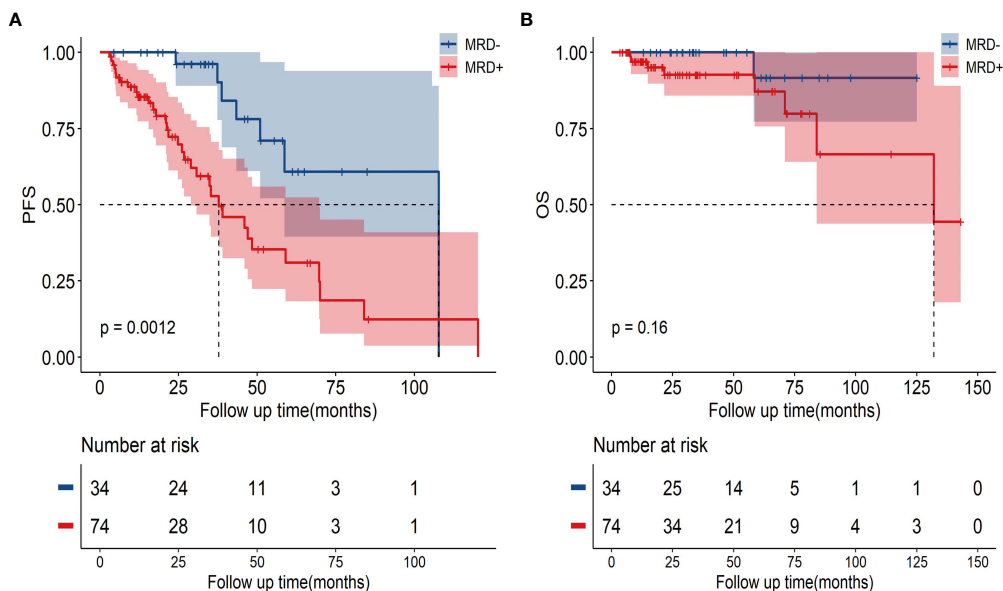 A
MRD-
MRD+
1.00
0.75
0.50
0.25
0.00
PFS
p = 0.0012
0 25 50 75 100
Follow up time(months)
Number at risk
34 24 11 3 1
74 28 10 3 1
0 25 50 75 100
Follow up time(months)
B
MRD-
MRD+
1.00
0.75
0.50
0.25
0.00
OS
p = 0.16
0 25 50 75 100 125 150
Follow up time(months)
Number at risk
34 25 14 5 1 1 0
74 34 21 9 4 3 0
0 25 50 75 100 125 150
Follow up time(months)